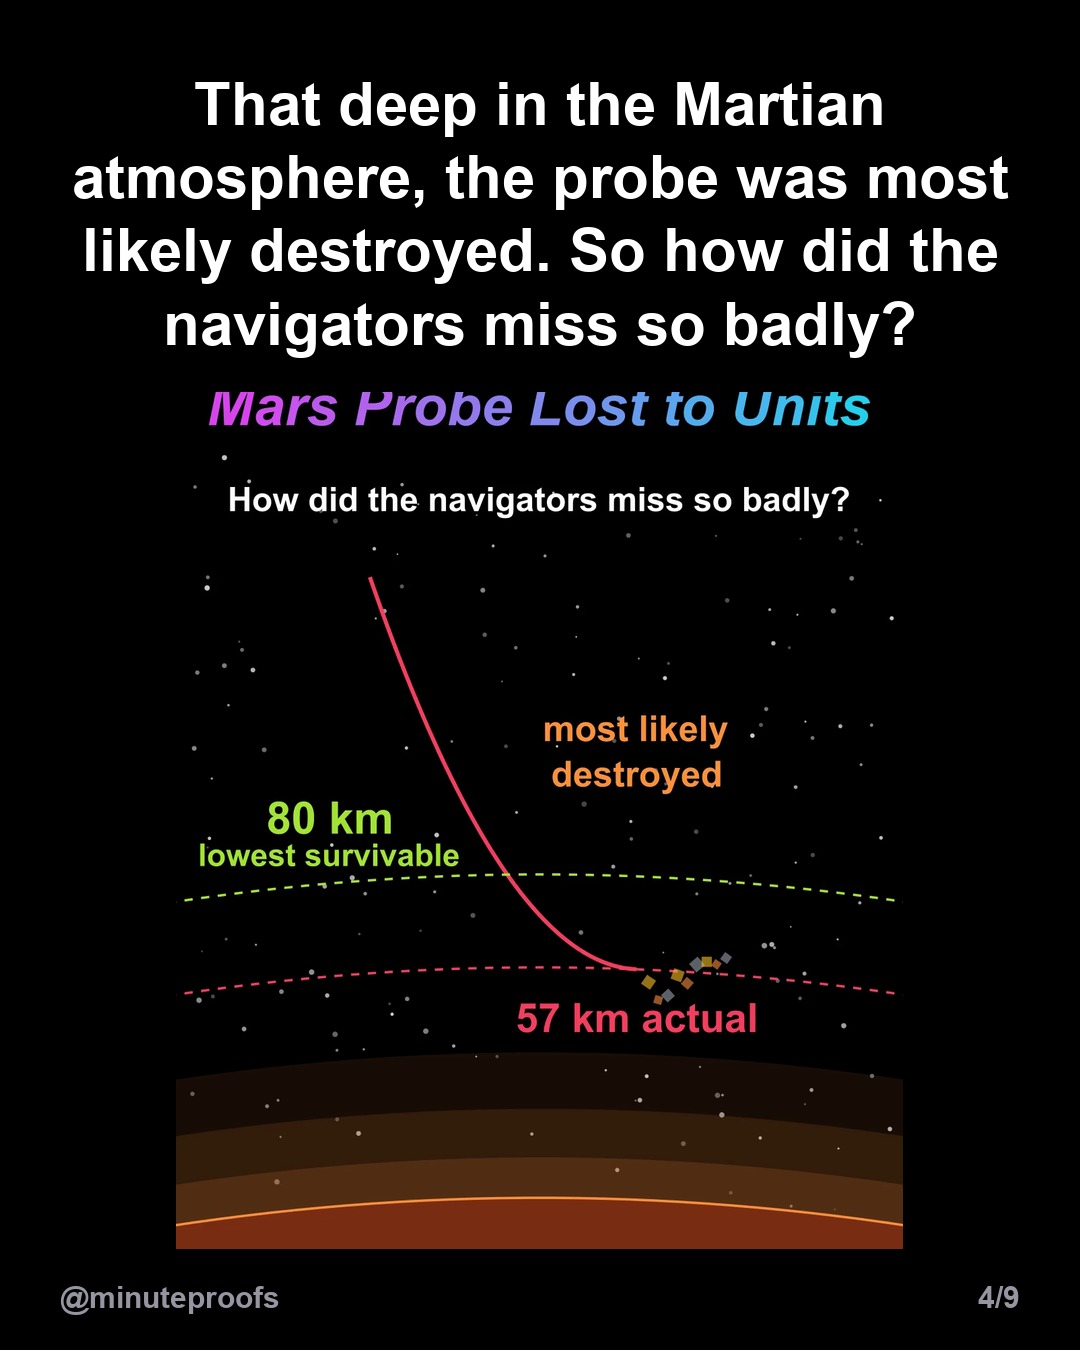 That deep in the Martian
atmosphere, the probe was most
likely destroyed. So how did the
navigators miss so badly?
Mars Probe Lost to Units
How did the navigators miss so badly?
most likely
destroyed
80 km
lowest survivable
57 km actual
@minuteproofs
4/9